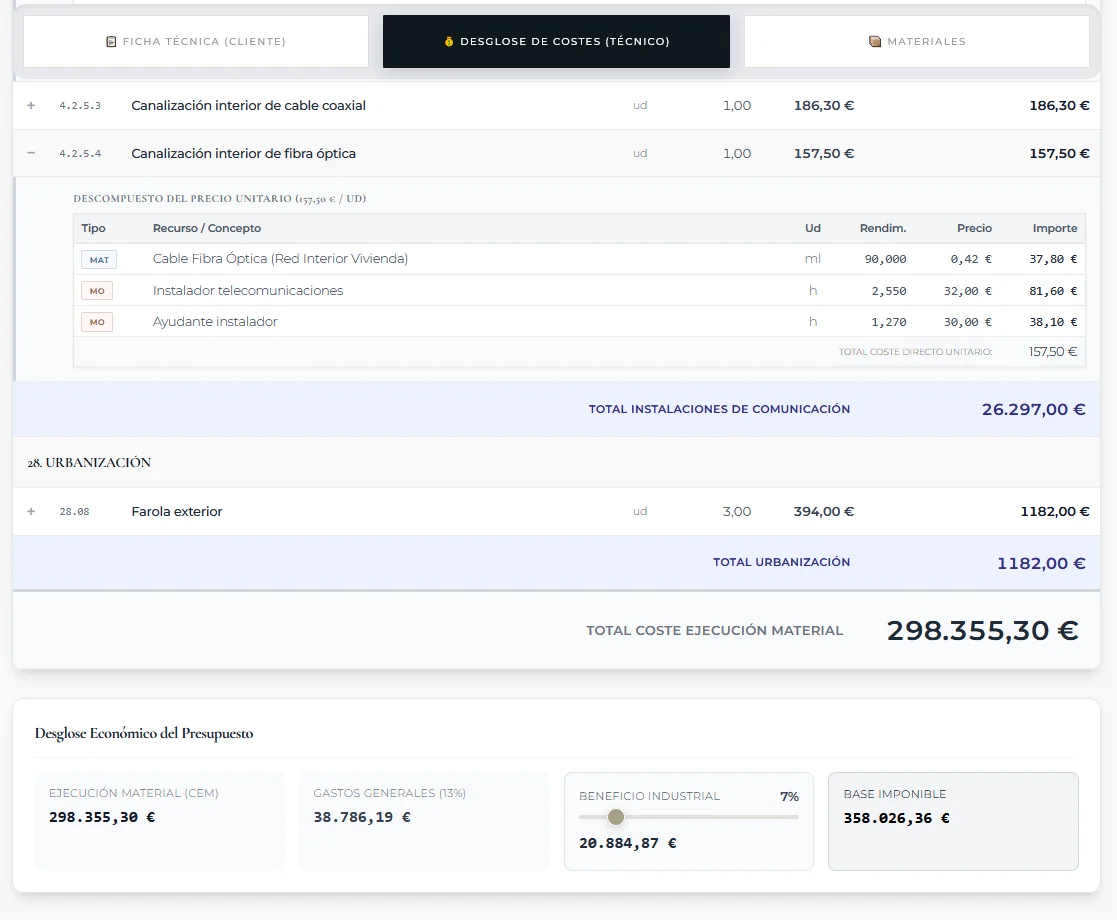 📋 FICHA TÉCNICA (CLIENTE) 💰 DESGLOSE DE COSTES (TÉCNICO) 📦 MATERIALES
+ 4.2.5.3 Canalización interior de cable coaxial ud 1,00 186,30 € 186,30 €
− 4.2.5.4 Canalización interior de fibra óptica ud 1,00 157,50 € 157,50 €
DESCOMPUESTO DEL PRECIO UNITARIO (157,50 € / UD)
Tipo Recurso / Concepto Ud Rendim. Precio Importe
MAT Cable Fibra Óptica (Red Interior Vivienda) ml 90,000 0,42 € 37,80 €
MO Instalador telecomunicaciones h 2,550 32,00 € 81,60 €
MO Ayudante instalador h 1,270 30,00 € 38,10 €
TOTAL COSTE DIRECTO UNITARIO: 157,50 €
TOTAL INSTALACIONES DE COMUNICACIÓN 26.297,00 €
28. URBANIZACIÓN
+ 28.08 Farola exterior ud 3,00 394,00 € 1182,00 €
TOTAL URBANIZACIÓN 1182,00 €
TOTAL COSTE EJECUCIÓN MATERIAL 298.355,30 €
Desglose Económico del Presupuesto
EJECUCIÓN MATERIAL (CEM) GASTOS GENERALES (13%) BENEFICIO INDUSTRIAL 7% BASE IMPONIBLE
298.355,30 € 38.786,19 € 20.884,87 € 358.026,36 €